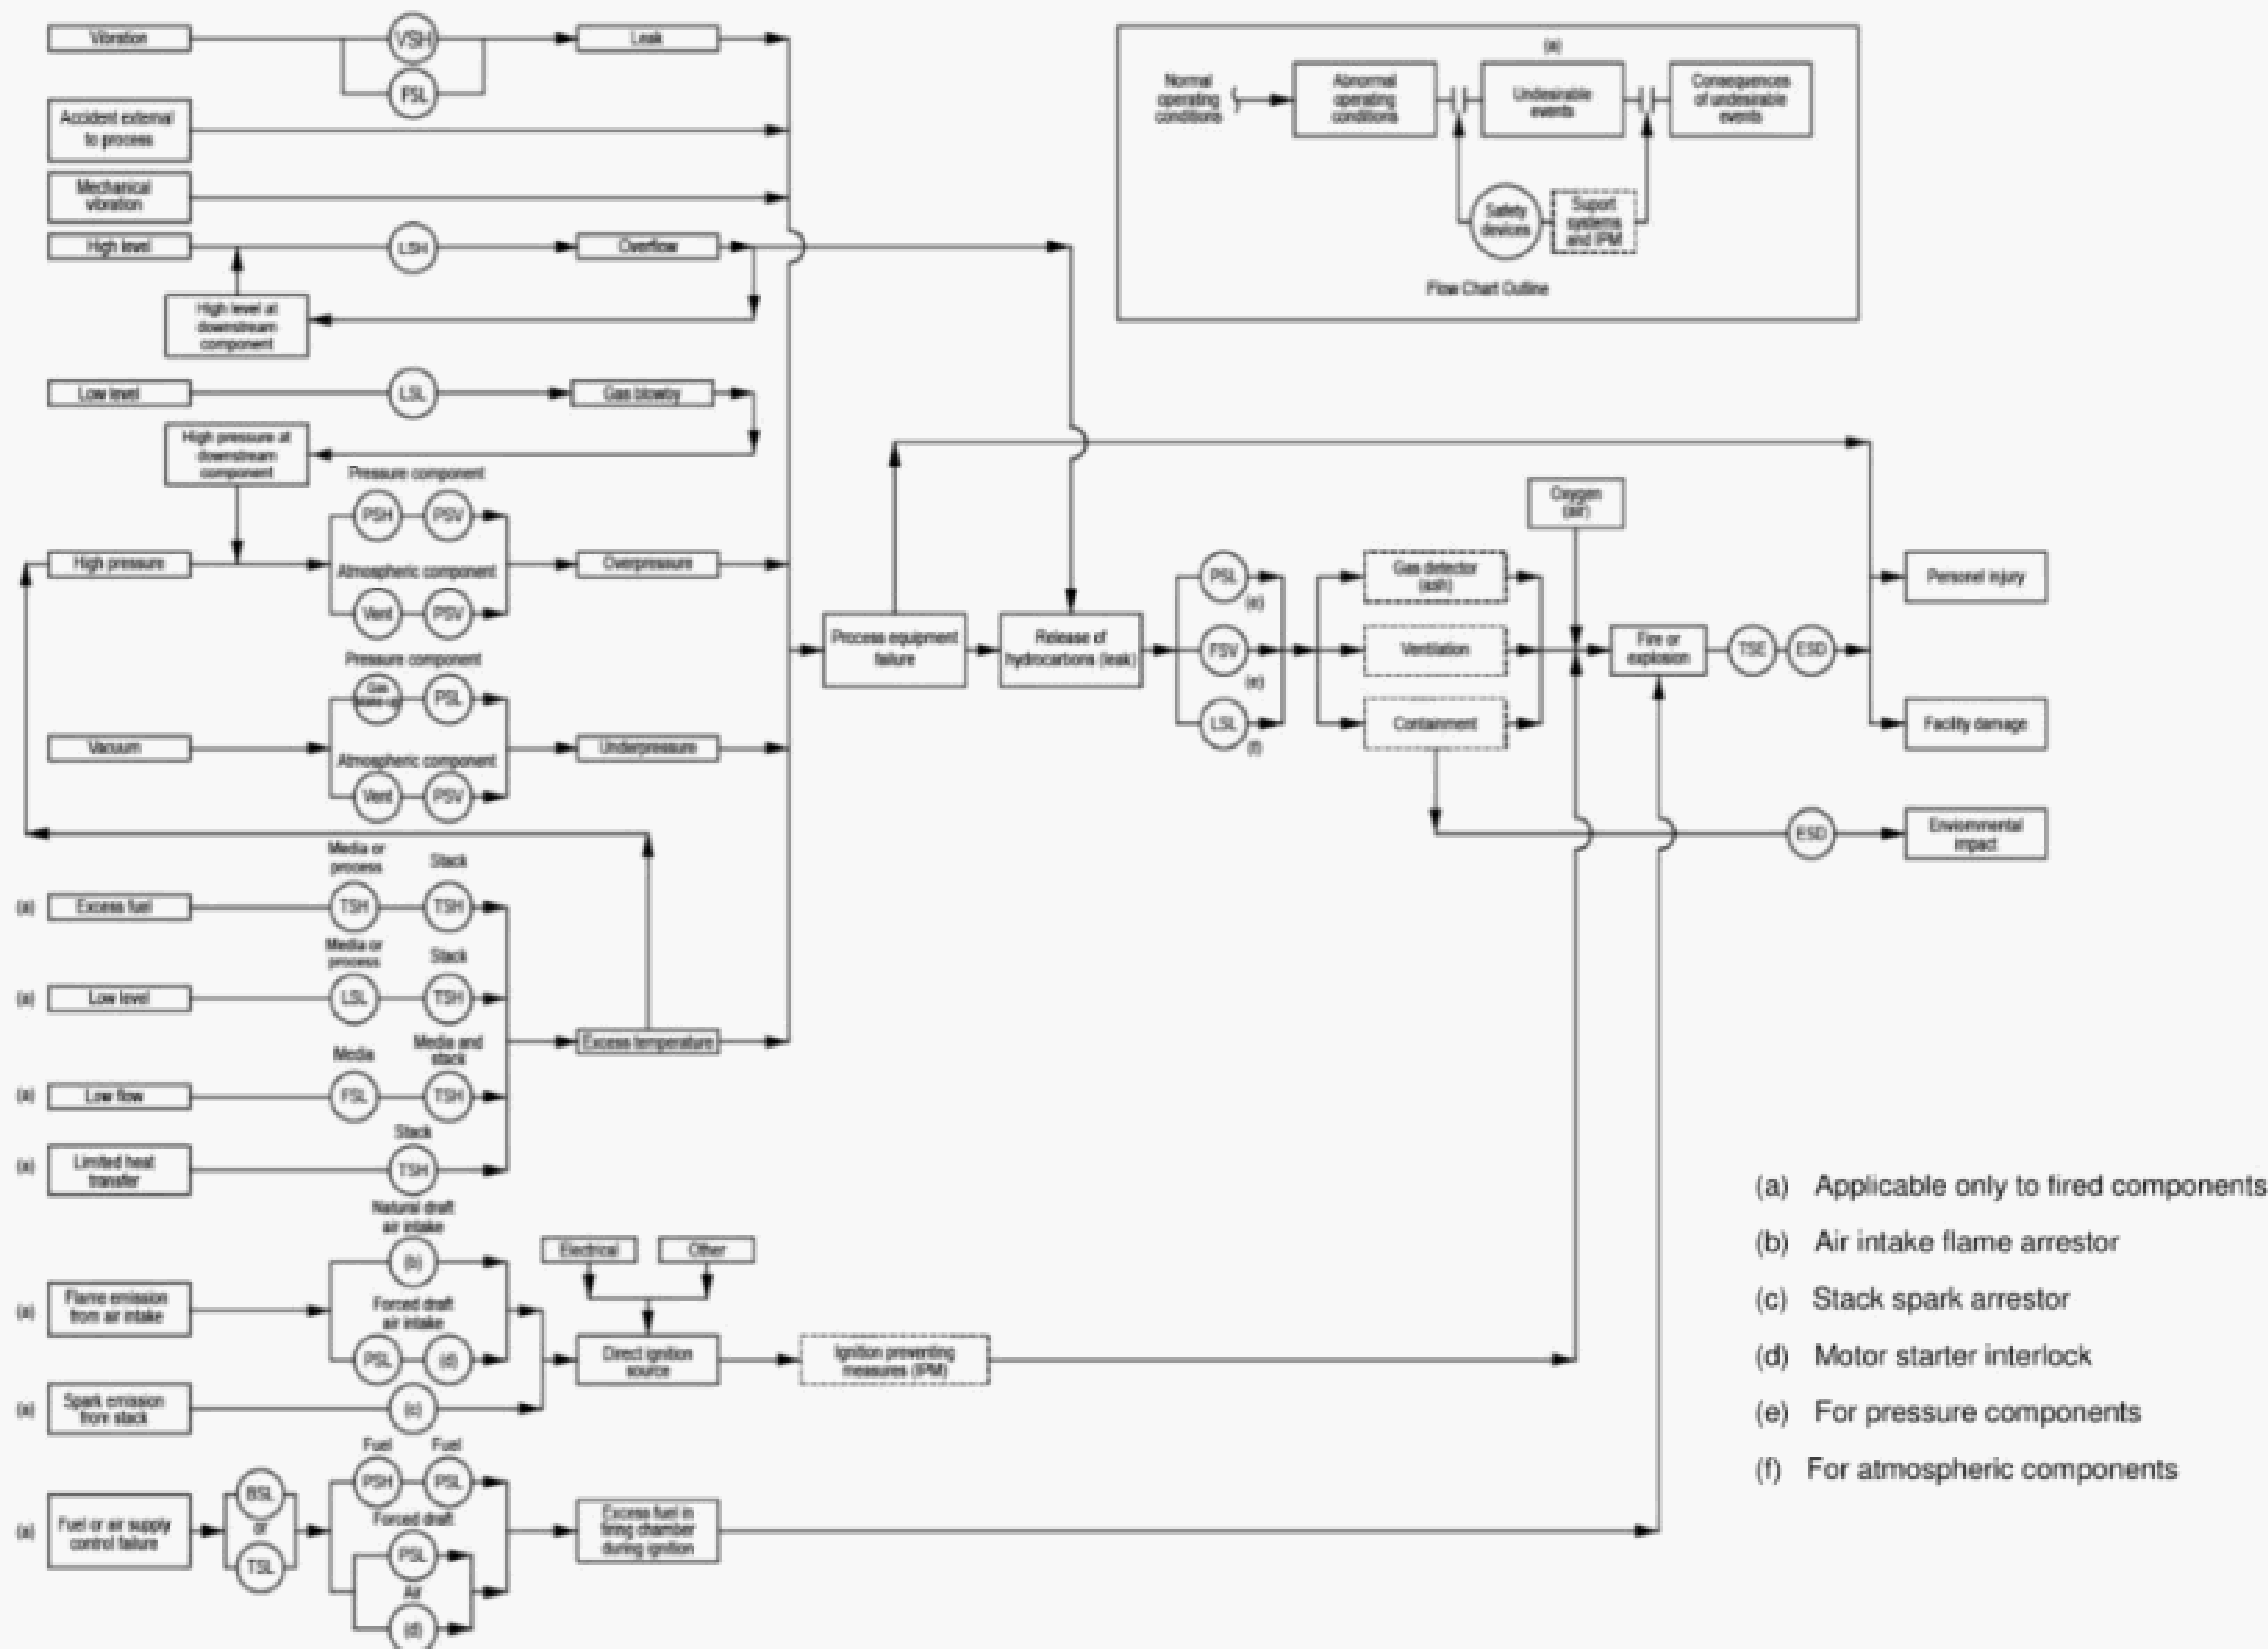 Vibration
VSH
Leak
FSL
Accident external
to process
Mechanical
vibration
High level
LSH
Overflow
High level at
downstream
component
Low level
LSL
Gas blowby
High pressure at
downstream
component
Pressure component
PSH
PSV
High pressure
Atmospheric component
Overpressure
Vent
PSV
Pressure component
Gas
make-up
PSL
Vacuum
Underpressure
Atmospheric component
Vent
PSV
Media or
process
Stack
(a)
Excess fuel
TSH
TSH
Media or
process
Stack
(a)
Low level
LSL
TSH
Excess temperature
Media
Media and
stack
(a)
Low flow
FSL
TSH
Stack
(a)
Limited heat
transfer
TSH
Natural draft
air intake
(b)
Electrical
Other
(a)
Flame emission
from air intake
Forced draft
air intake
PSL
(d)
Direct ignition
source
Ignition preventing
measures (IPM)
(a)
Spark emission
from stack
(c)
Fuel
Fuel
PSH
PSL
(a)
Fuel or air supply
control failure
BSL
or
TSL
Forced draft
PSL
Air
(d)
Excess fuel in
firing chamber
during ignition
Process equipment
failure
Release of
hydrocarbons (leak)
PSL
(e)
FSV
(e)
LSL
(f)
Gas detector
(ash)
Ventilation
Containment
Oxygen
(air)
Fire or
explosion
TSE
ESD
Personel injury
Facility damage
ESD
Enviornmental
impact
(a)
Normal
operating
conditions
Abnormal
operating
conditions
Undesirable
events
Consequences
of undesirable
events
Safety
devices
Suport
systems
and IPM
Flow Chart Outline
(a) Applicable only to fired components
(b) Air intake flame arrestor
(c) Stack spark arrestor
(d) Motor starter interlock
(e) For pressure components
(f) For atmospheric components